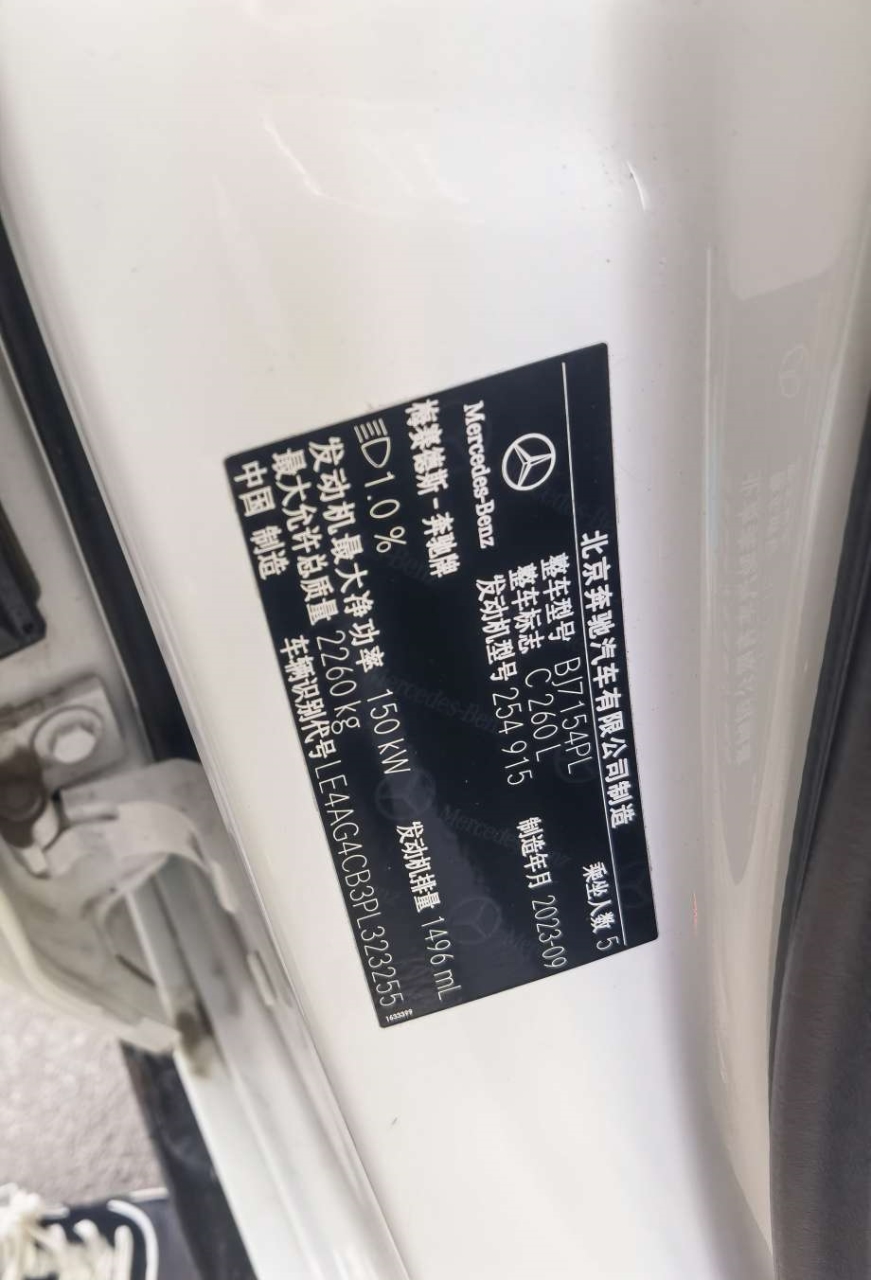 北京奔驰汽车有限公司制造
Mercedes-Benz
整车型号 BJ7154PL 乘坐人数 5
整车标志 C 260 L
发动机型号 254 915 制造年月 2023-09
梅赛德斯-奔驰牌
1.0 %
发动机最大净功率 150 kW 发动机排量 1496 mL
最大允许总质量 2260 kg
中国 制造 车辆识别代号 LE4AG4CB3PL323255
1633399